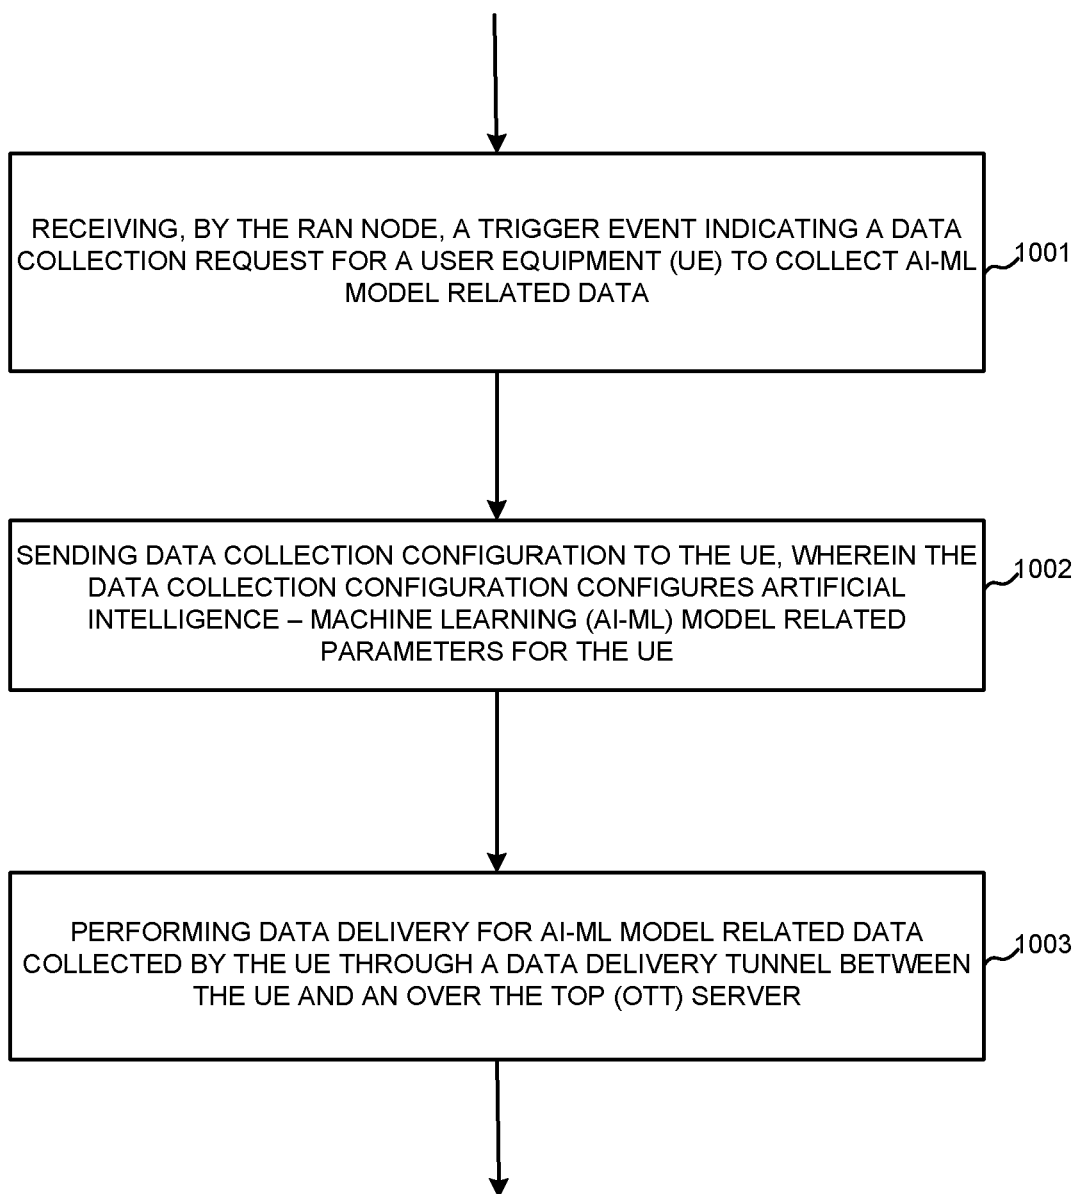 RECEIVING, BY THE RAN NODE, A TRIGGER EVENT INDICATING A DATA
COLLECTION REQUEST FOR A USER EQUIPMENT (UE) TO COLLECT AI-ML
MODEL RELATED DATA
1001
SENDING DATA COLLECTION CONFIGURATION TO THE UE, WHEREIN THE
DATA COLLECTION CONFIGURATION CONFIGURES ARTIFICIAL
INTELLIGENCE – MACHINE LEARNING (AI-ML) MODEL RELATED
PARAMETERS FOR THE UE
1002
PERFORMING DATA DELIVERY FOR AI-ML MODEL RELATED DATA
COLLECTED BY THE UE THROUGH A DATA DELIVERY TUNNEL BETWEEN
THE UE AND AN OVER THE TOP (OTT) SERVER
1003